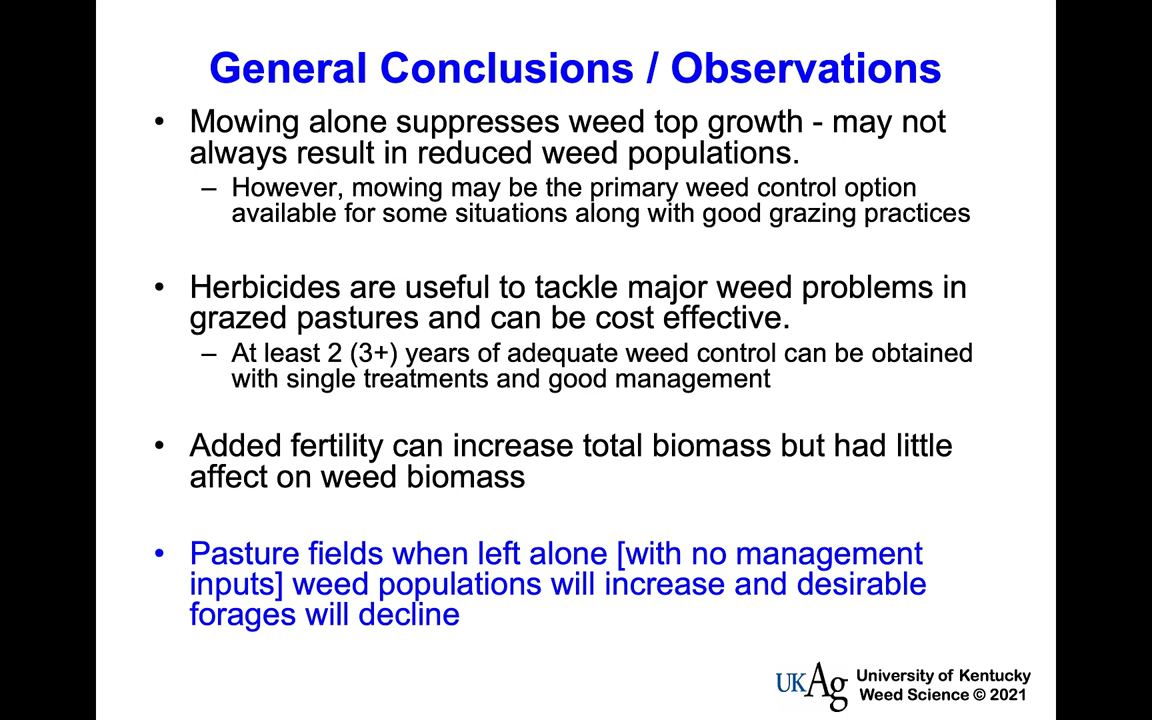 General Conclusions / Observations
• Mowing alone suppresses weed top growth - may not
always result in reduced weed populations.
– However, mowing may be the primary weed control option
available for some situations along with good grazing practices
• Herbicides are useful to tackle major weed problems in
grazed pastures and can be cost effective.
– At least 2 (3+) years of adequate weed control can be obtained
with single treatments and good management
• Added fertility can increase total biomass but had little
affect on weed biomass
• Pasture fields when left alone [with no management
inputs] weed populations will increase and desirable
forages will decline
UKAg University of Kentucky
Weed Science © 2021